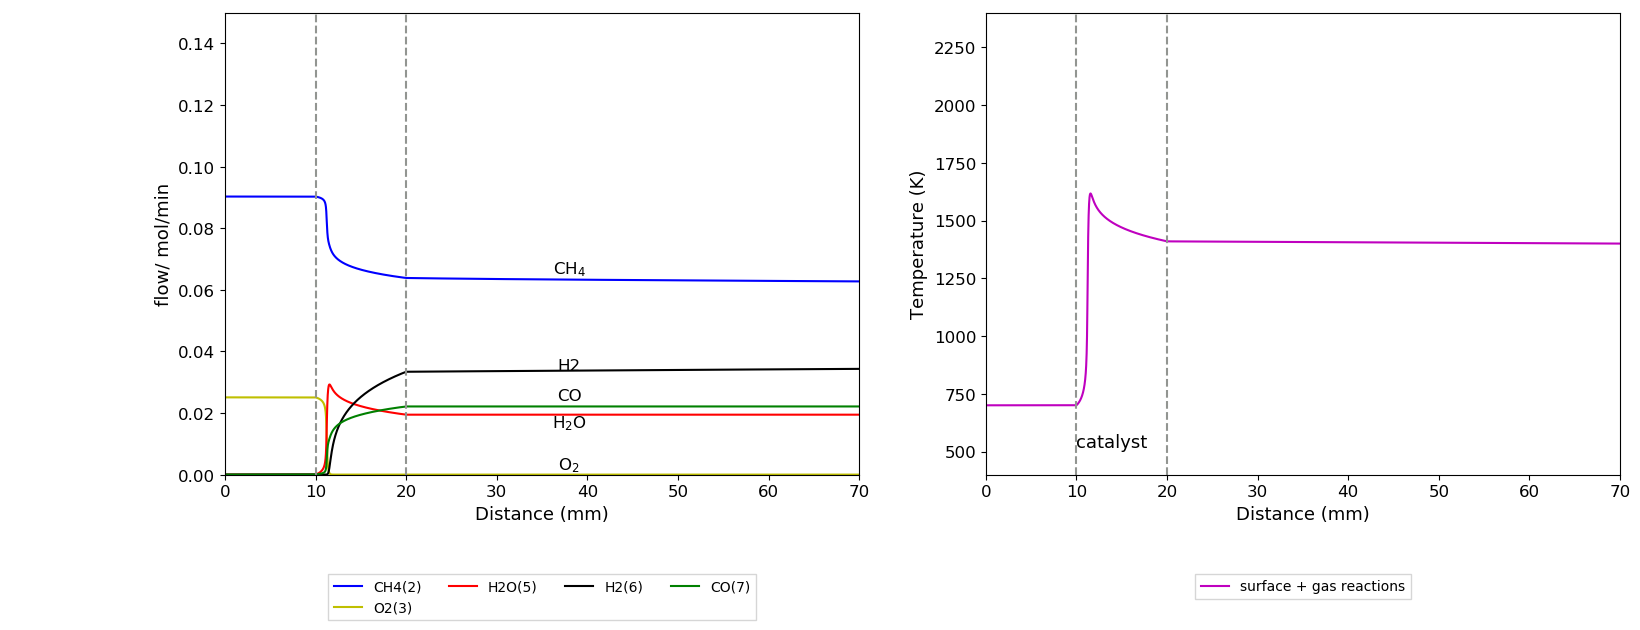 0.14
0.12
0.10
0.08
0.06
0.04
0.02
0.00
flow/ mol/min
CH₄
H2
CO
H₂O
O₂
0 10 20 30 40 50 60 70
Distance (mm)
CH4(2) H2O(5) H2(6) CO(7)
O2(3)
2250
2000
1750
1500
1250
1000
750
500
Temperature (K)
catalyst
0 10 20 30 40 50 60 70
Distance (mm)
surface + gas reactions